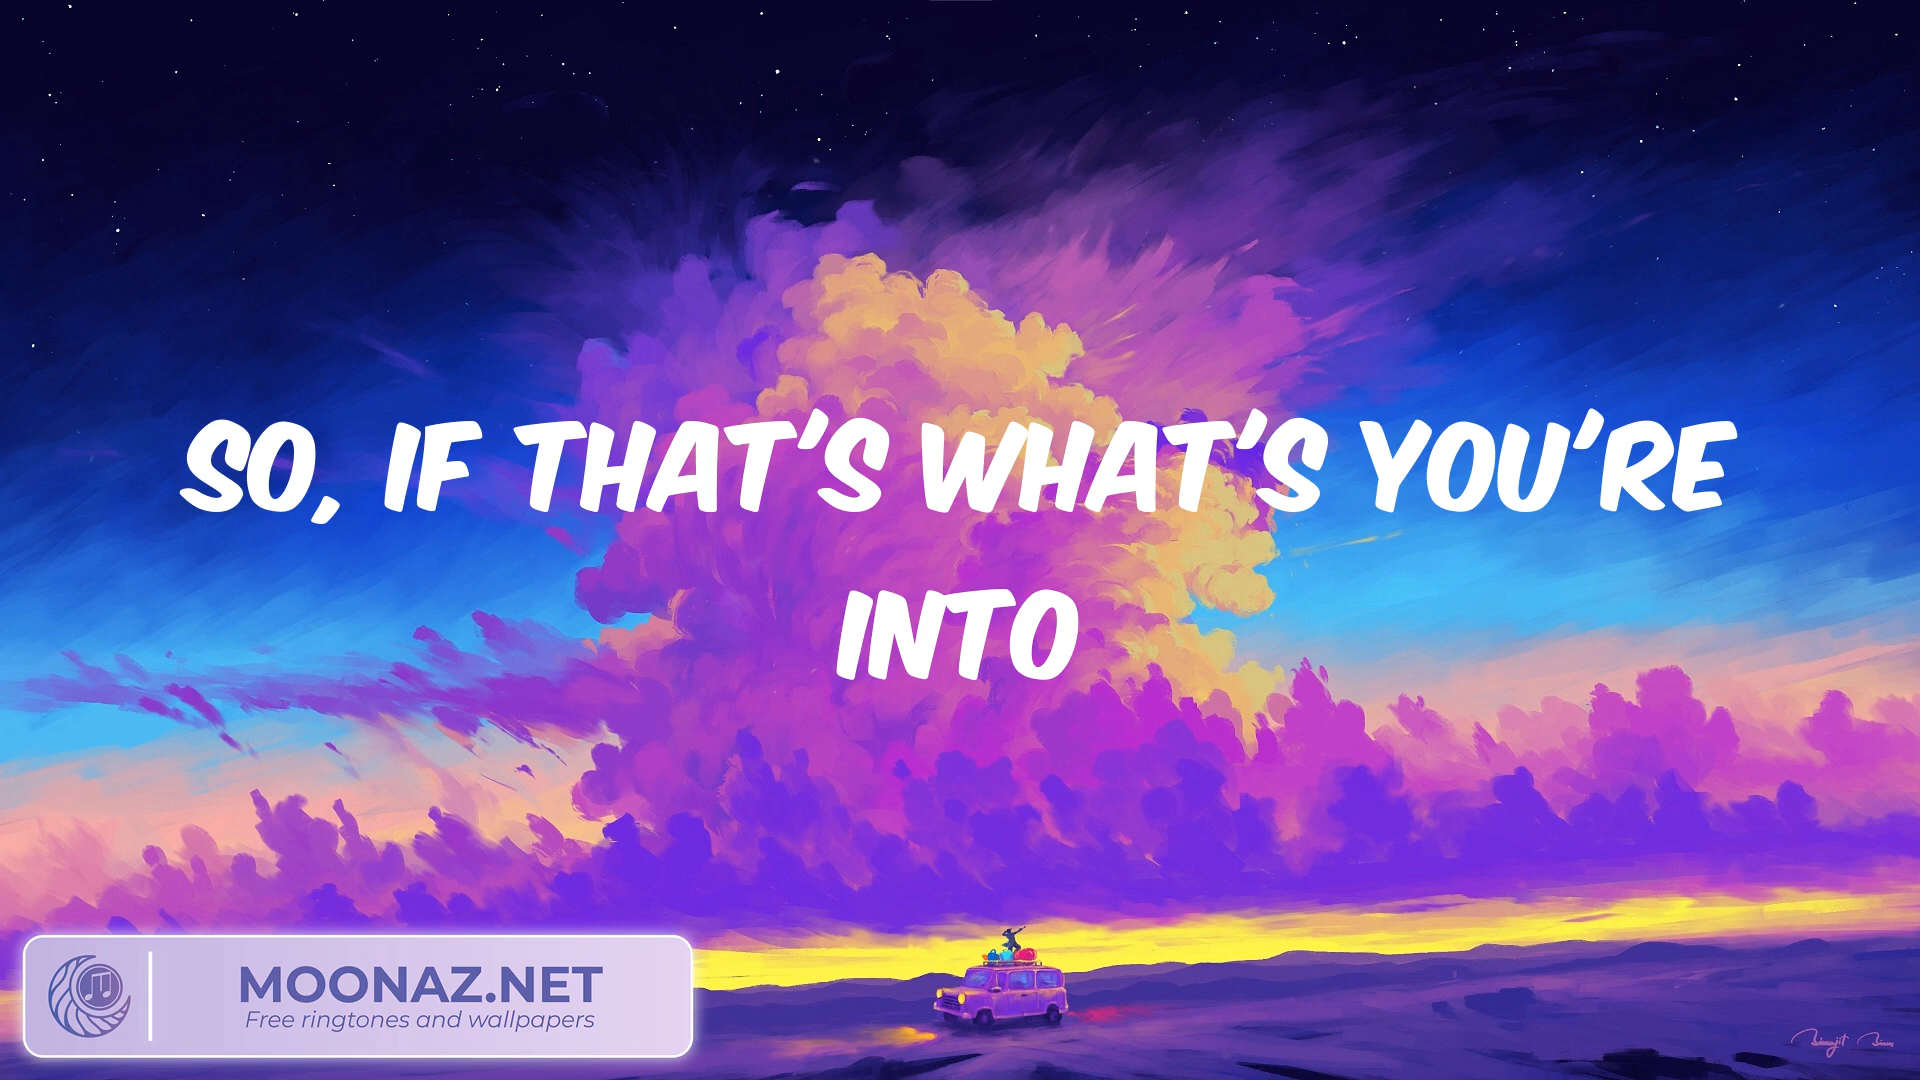 SO, IF THAT'S WHAT'S YOU'RE
INTO
MOONAZ.NET
Free ringtones and wallpapers